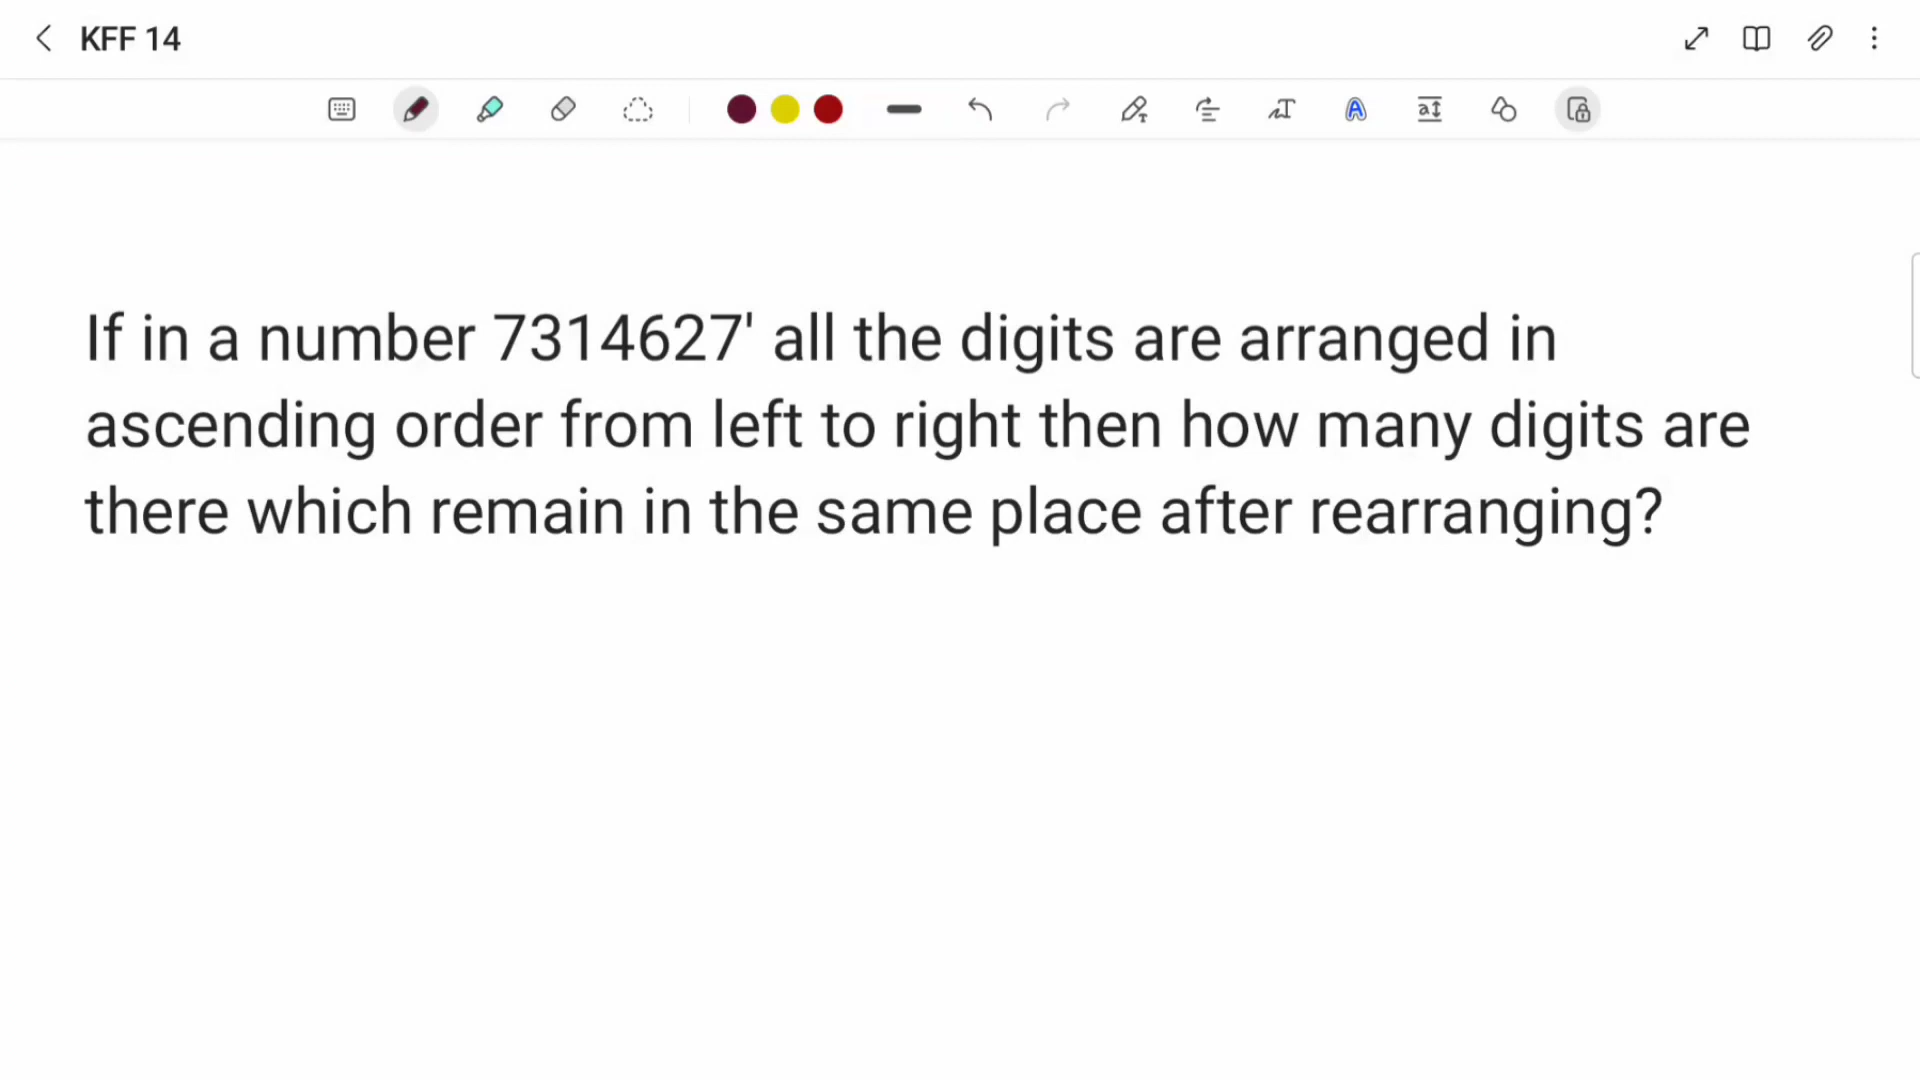 KFF 14
If in a number 7314627' all the digits are arranged in
ascending order from left to right then how many digits are
there which remain in the same place after rearranging?